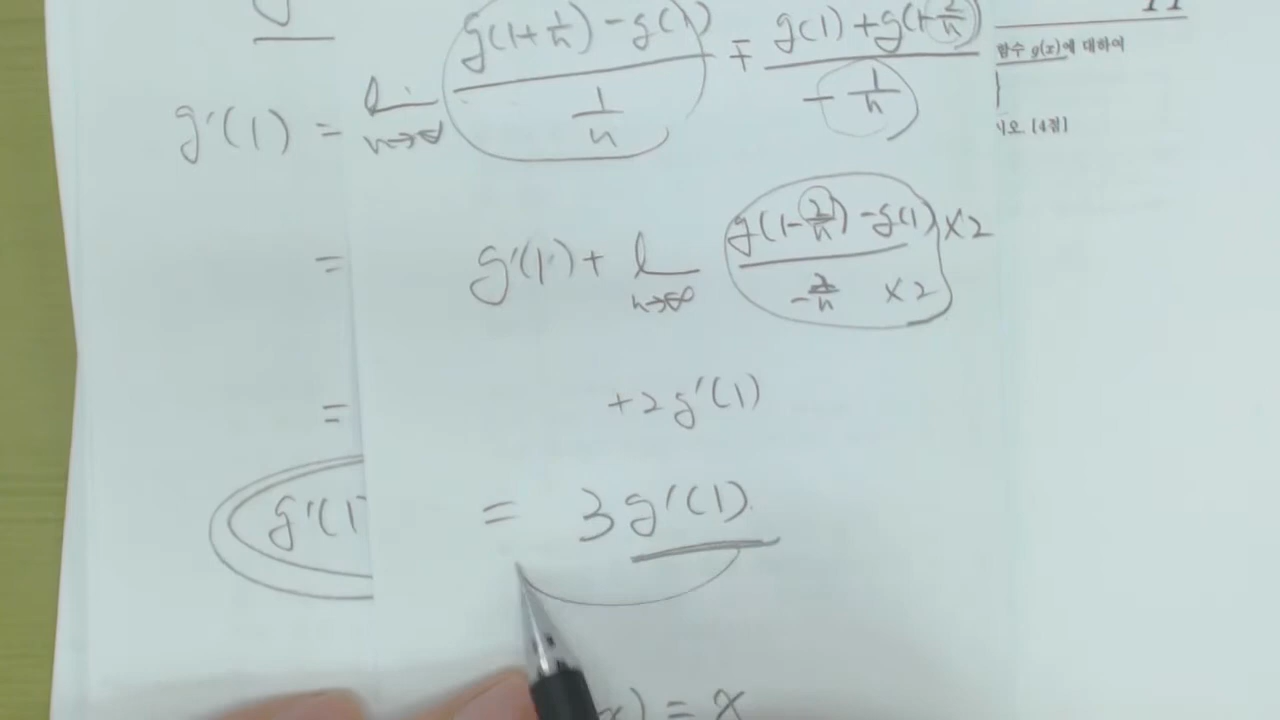 g(1+1/n) - g(1) / 1/n ∓ g(1) + g(1-2/n) / - 1/n
함수 g(x)에 대하여
시오. [4점]
g'(1) = lim n→∞
= g'(1) + l n→∞ g(1-2/n) - g(1) ×2 / -2/n ×2
= +2g'(1)
g'(1
= 3g'(1)
) = x